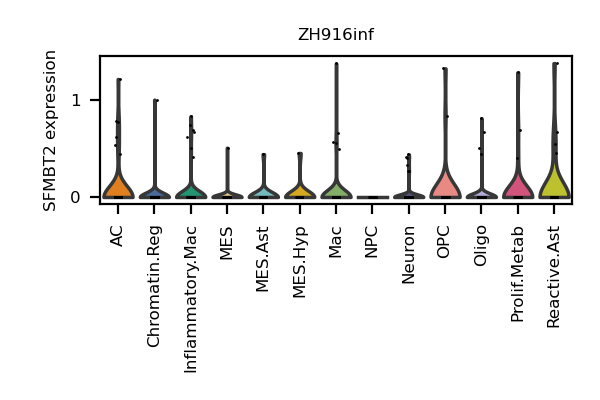 ZH916inf
SFMBT2 expression
1
0
AC
Chromatin.Reg
Inflammatory.Mac
MES
MES.Ast
MES.Hyp
Mac
NPC
Neuron
OPC
Oligo
Prolif.Metab
Reactive.Ast